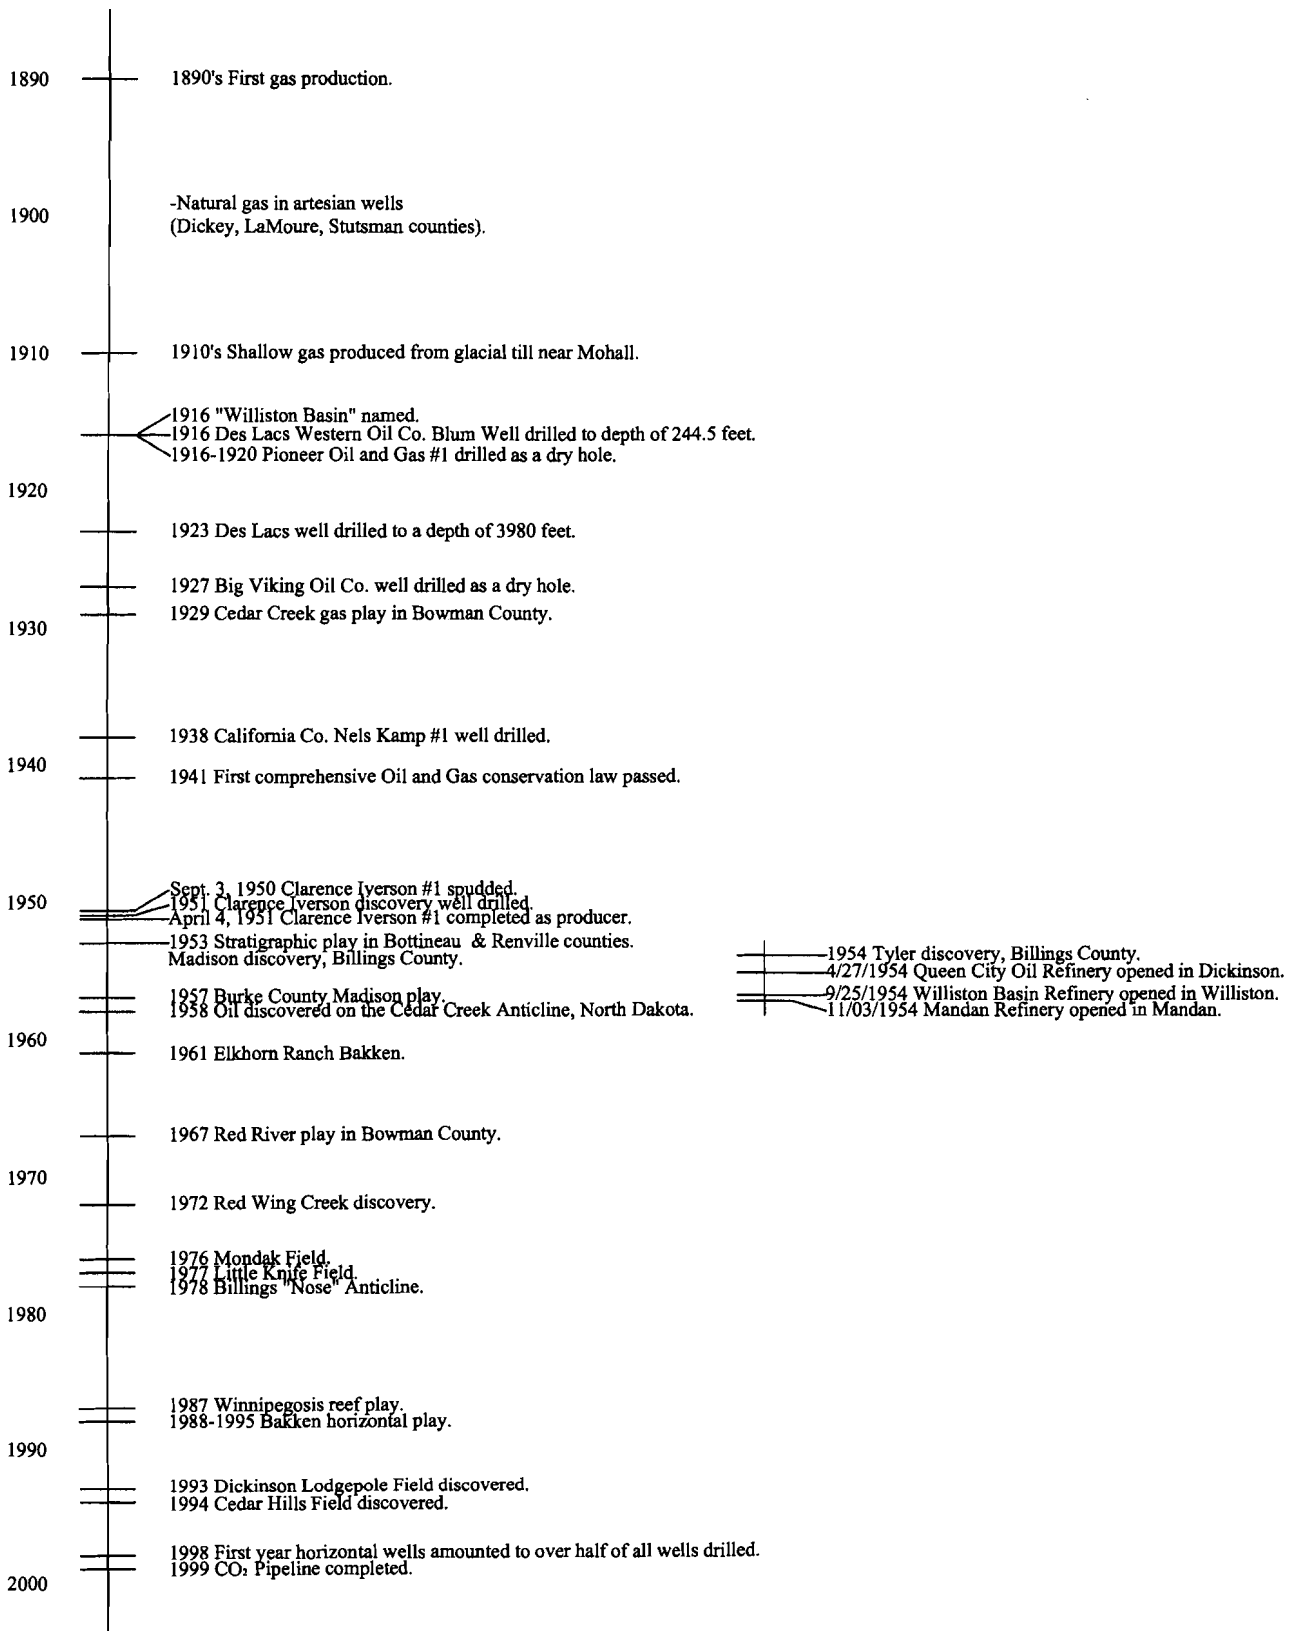 1890
1890's First gas production.
1900
-Natural gas in artesian wells
(Dickey, LaMoure, Stutsman counties).
1910
1910's Shallow gas produced from glacial till near Mohall.
1916 "Williston Basin" named.
1916 Des Lacs Western Oil Co. Blum Well drilled to depth of 244.5 feet.
1916-1920 Pioneer Oil and Gas #1 drilled as a dry hole.
1920
1923 Des Lacs well drilled to a depth of 3980 feet.
1927 Big Viking Oil Co. well drilled as a dry hole.
1929 Cedar Creek gas play in Bowman County.
1930
1938 California Co. Nels Kamp #1 well drilled.
1940
1941 First comprehensive Oil and Gas conservation law passed.
Sept. 3, 1950 Clarence Iverson #1 spudded.
1950
1951 Clarence Iverson discovery well drilled.
April 4, 1951 Clarence Iverson #1 completed as producer.
1953 Stratigraphic play in Bottineau & Renville counties.
Madison discovery, Billings County.
1954 Tyler discovery, Billings County.
4/27/1954 Queen City Oil Refinery opened in Dickinson.
9/25/1954 Williston Basin Refinery opened in Williston.
11/03/1954 Mandan Refinery opened in Mandan.
1957 Burke County Madison play.
1958 Oil discovered on the Cedar Creek Anticline, North Dakota.
1960
1961 Elkhorn Ranch Bakken.
1967 Red River play in Bowman County.
1970
1972 Red Wing Creek discovery.
1976 Mondak Field.
1977 Little Knife Field.
1978 Billings "Nose" Anticline.
1980
1987 Winnipegosis reef play.
1988-1995 Bakken horizontal play.
1990
1993 Dickinson Lodgepole Field discovered.
1994 Cedar Hills Field discovered.
1998 First year horizontal wells amounted to over half of all wells drilled.
1999 CO₂ Pipeline completed.
2000